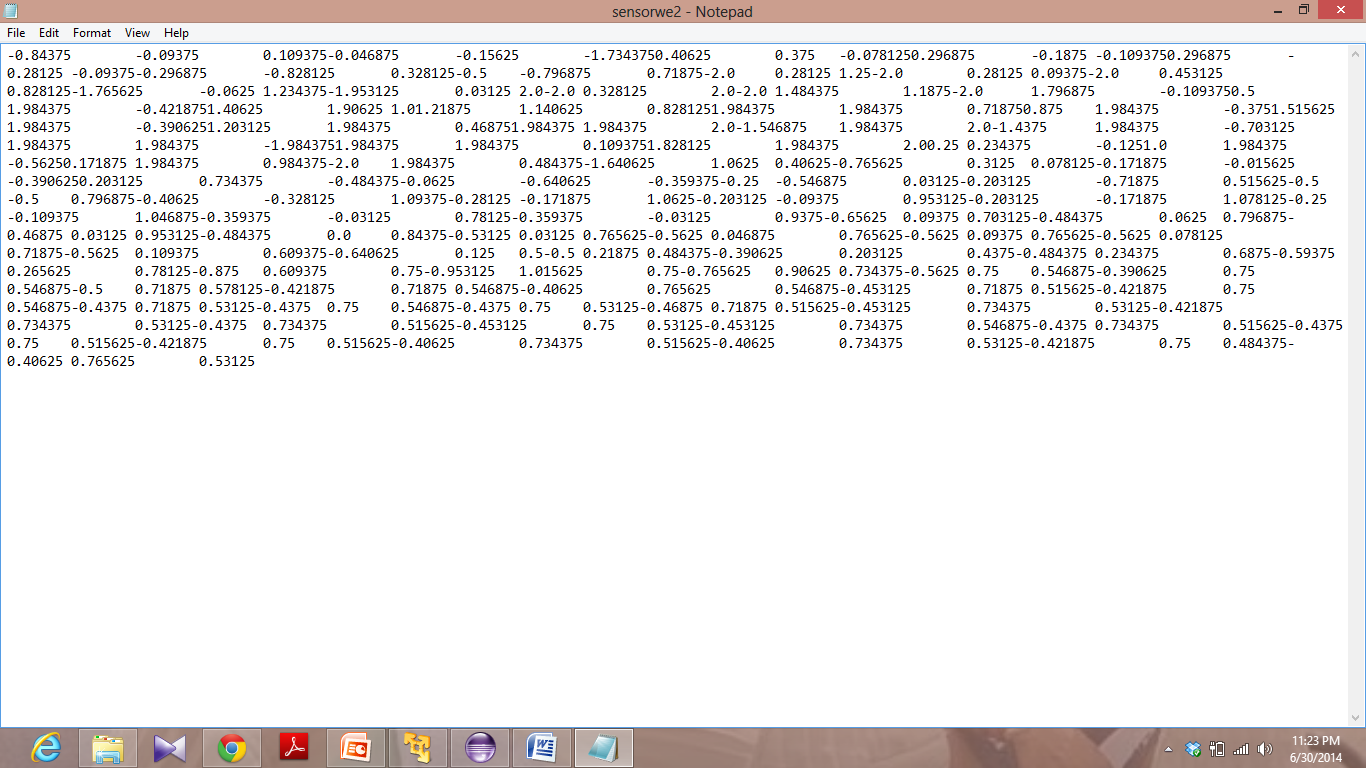 sensorwe2 - Notepad
File Edit Format View Help
-0.84375 -0.09375 0.109375-0.046875 -0.15625 -1.7343750.40625 0.375 -0.0781250.296875 -0.1875 -0.1093750.296875 -
0.28125 -0.09375-0.296875 -0.828125 0.328125-0.5 -0.796875 0.71875-2.0 0.28125 1.25-2.0 0.28125 0.09375-2.0 0.453125
0.828125-1.765625 -0.0625 1.234375-1.953125 0.03125 2.0-2.0 0.328125 2.0-2.0 1.484375 1.1875-2.0 1.796875 -0.1093750.5
1.984375 -0.4218751.40625 1.90625 1.01.21875 1.140625 0.8281251.984375 1.984375 0.718750.875 1.984375 -0.3751.515625
1.984375 -0.3906251.203125 1.984375 0.468751.984375 1.984375 2.0-1.546875 1.984375 2.0-1.4375 1.984375 -0.703125
1.984375 1.984375 -1.9843751.984375 1.984375 0.1093751.828125 1.984375 2.00.25 0.234375 -0.1251.0 1.984375
-0.56250.171875 1.984375 0.984375-2.0 1.984375 0.484375-1.640625 1.0625 0.40625-0.765625 0.3125 0.078125-0.171875 -0.015625
-0.3906250.203125 0.734375 -0.484375-0.0625 -0.640625 -0.359375-0.25 -0.546875 0.03125-0.203125 -0.71875 0.515625-0.5
-0.5 0.796875-0.40625 -0.328125 1.09375-0.28125 -0.171875 1.0625-0.203125 -0.09375 0.953125-0.203125 -0.171875 1.078125-0.25
-0.109375 1.046875-0.359375 -0.03125 0.78125-0.359375 -0.03125 0.9375-0.65625 0.09375 0.703125-0.484375 0.0625 0.796875-
0.46875 0.03125 0.953125-0.484375 0.0 0.84375-0.53125 0.03125 0.765625-0.5625 0.046875 0.765625-0.5625 0.09375 0.765625-0.5625 0.078125
0.71875-0.5625 0.109375 0.609375-0.640625 0.125 0.5-0.5 0.21875 0.484375-0.390625 0.203125 0.4375-0.484375 0.234375 0.6875-0.59375
0.265625 0.78125-0.875 0.609375 0.75-0.953125 1.015625 0.75-0.765625 0.90625 0.734375-0.5625 0.75 0.546875-0.390625 0.75
0.546875-0.5 0.71875 0.578125-0.421875 0.71875 0.546875-0.40625 0.765625 0.546875-0.453125 0.71875 0.515625-0.421875 0.75
0.546875-0.4375 0.71875 0.53125-0.4375 0.75 0.546875-0.4375 0.75 0.53125-0.46875 0.71875 0.515625-0.453125 0.734375 0.53125-0.421875
0.734375 0.53125-0.4375 0.734375 0.515625-0.453125 0.75 0.53125-0.453125 0.734375 0.546875-0.4375 0.734375 0.515625-0.4375
0.75 0.515625-0.421875 0.75 0.515625-0.40625 0.734375 0.515625-0.40625 0.734375 0.53125-0.421875 0.75 0.484375-
0.40625 0.765625 0.53125
11:23 PM
6/30/2014